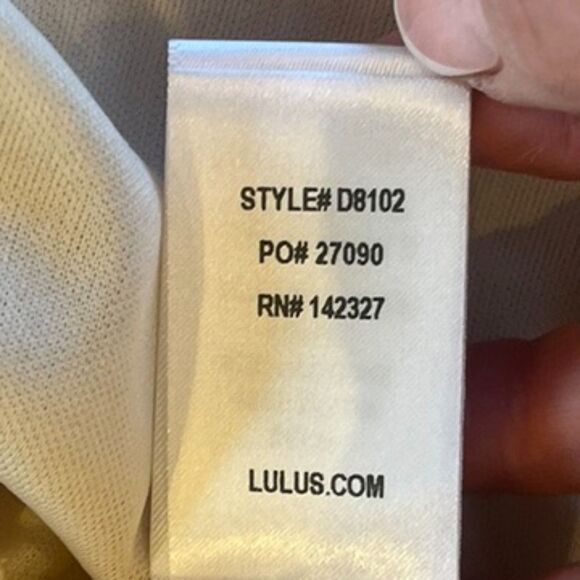 STYLE# D8102
PO# 27090
RN# 142327
LULUS.COM